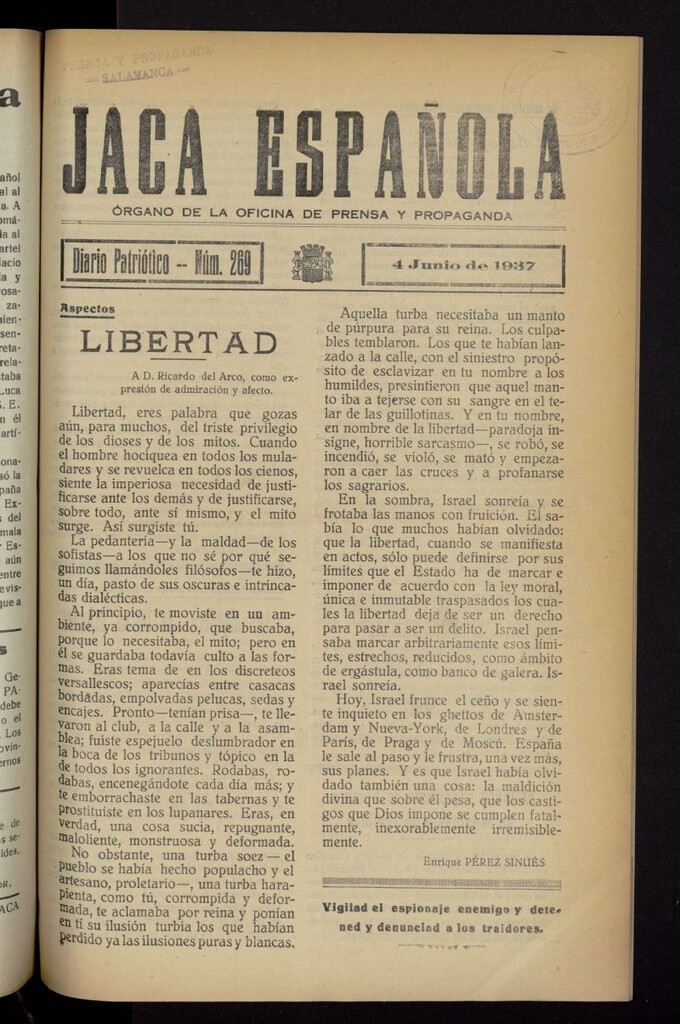 PRENSA Y PROPAGANDA
SALAMANCA
JACA ESPAÑOLA
ÓRGANO DE LA OFICINA DE PRENSA Y PROPAGANDA
Diario Patriótico -- Núm. 269
4 Junio de 1937
Aspectos
LIBERTAD
A D. Ricardo del Arco, como ex-
presión de admiración y afecto.
Libertad, eres palabra que gozas
aún, para muchos, del triste privilegio
de los dioses y de los mitos. Cuando
el hombre hociquea en todos los mula-
dares y se revuelca en todos los cienos,
siente la imperiosa necesidad de justi-
ficarse ante los demás y de justificarse,
sobre todo, ante sí mismo, y el mito
surge. Así surgiste tú.
La pedantería—y la maldad—de los
sofistas—a los que no sé por qué se-
guimos llamándoles filósofos—te hizo,
un día, pasto de sus oscuras e intrinca-
das dialécticas.
Al principio, te moviste en un am-
biente, ya corrompido, que buscaba,
porque lo necesitaba, el mito; pero en
él se guardaba todavía culto a las for-
mas. Eras tema de en los discreteos
versallescos; aparecías entre casacas
bordadas, empolvadas pelucas, sedas y
encajes. Pronto—tenían prisa—, te lle-
varon al club, a la calle y a la asam-
blea; fuiste espejuelo deslumbrador en
la boca de los tribunos y tópico en la
de todos los ignorantes. Rodabas, ro-
dabas, encenegándote cada día más; y
te emborrachaste en las tabernas y te
prostituíste en los lupanares. Eras, en
verdad, una cosa sucia, repugnante,
maloliente, monstruosa y deformada.
No obstante, una turba soez—el
pueblo se había hecho populacho y el
artesano, proletario—, una turba hara-
pienta, como tú, corrompida y defor-
mada, te aclamaba por reina y ponían
en tí su ilusión turbia los que habían
perdido ya las ilusiones puras y blancas.
Aquella turba necesitaba un manto
de púrpura para su reina. Los culpa-
bles temblaron. Los que te habían lan-
zado a la calle, con el siniestro propó-
sito de esclavizar en tu nombre a los
humildes, presintieron que aquel man-
to iba a tejerse con su sangre en el te-
lar de las guillotinas. Y en tu nombre,
en nombre de la libertad—paradoja in-
signe, horrible sarcasmo—, se robó, se
incendió, se violó, se mató y empeza-
ron a caer las cruces y a profanarse
los sagrarios.
En la sombra, Israel sonreía y se
frotaba las manos con fruición. El sa-
bía lo que muchos habían olvidado:
que la libertad, cuando se manifiesta
en actos, sólo puede definirse por sus
límites que el Estado ha de marcar e
imponer de acuerdo con la ley moral,
única e inmutable traspasados los cua-
les la libertad deja de ser un derecho
para pasar a ser un delito. Israel pen-
saba marcar arbitrariamente esos lími-
tes, estrechos, reducidos, como ámbito
de ergástula, como banco de galera. Is-
rael sonreía.
Hoy, Israel frunce el ceño y se sien-
te inquieto en los ghettos de Amster-
dam y Nueva-York, de Londres y de
París, de Praga y de Moscú. España
le sale al paso y le frustra, una vez más,
sus planes. Y es que Israel había olvi-
dado también una cosa: la maldición
divina que sobre él pesa, que los casti-
gos que Dios impone se cumplen fatal-
mente, inexorablemente irremisible-
mente.
Enrique PÉREZ SINUÉS
Vigilad el espionaje enemigo y dete-
ned y denunciad a los traidores.